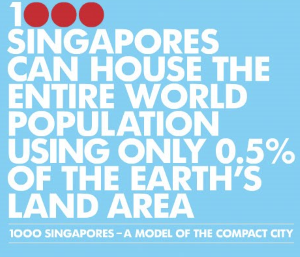 1000
SINGAPORES
CAN HOUSE THE
ENTIRE WORLD
POPULATION
USING ONLY 0.5%
OF THE EARTH'S
LAND AREA
1000 SINGAPORES – A MODEL OF THE COMPACT CITY